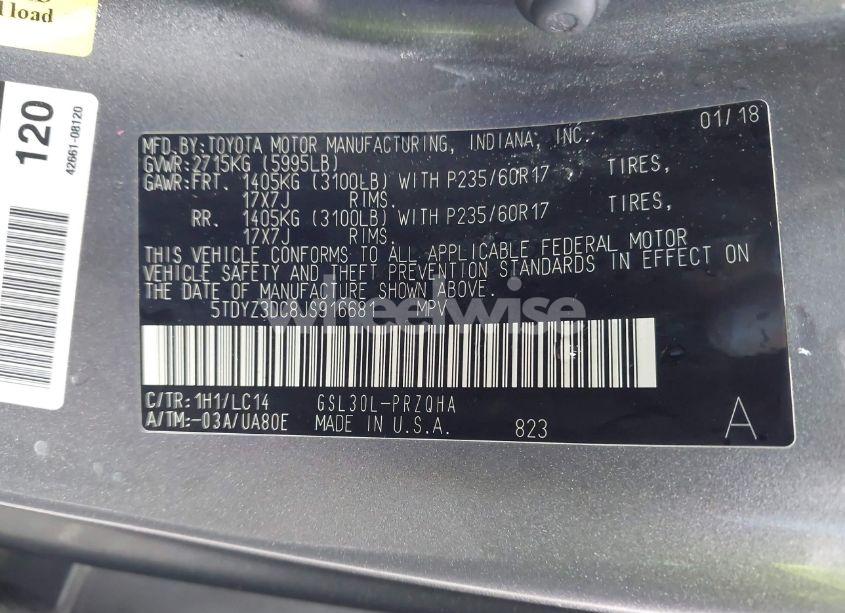 l load
120
42661-08120
MFD.BY:TOYOTA MOTOR MANUFACTURING, INDIANA, INC. 01/18
GVWR:2715KG (5995LB)
GAWR:FRT. 1405KG (3100LB) WITH P235/60R17 TIRES,
17X7J RIMS.
RR. 1405KG (3100LB) WITH P235/60R17 TIRES,
17X7J RIMS.
THIS VEHICLE CONFORMS TO ALL APPLICABLE FEDERAL MOTOR
VEHICLE SAFETY AND THEFT PREVENTION STANDARDS IN EFFECT ON
THE DATE OF MANUFACTURE SHOWN ABOVE.
5TDYZ3DC8JS916681 MPV
wheelwise
C/TR:1H1/LC14 GSL30L-PRZQHA
A/TM:-03A/UA80E MADE IN U.S.A. 823 A